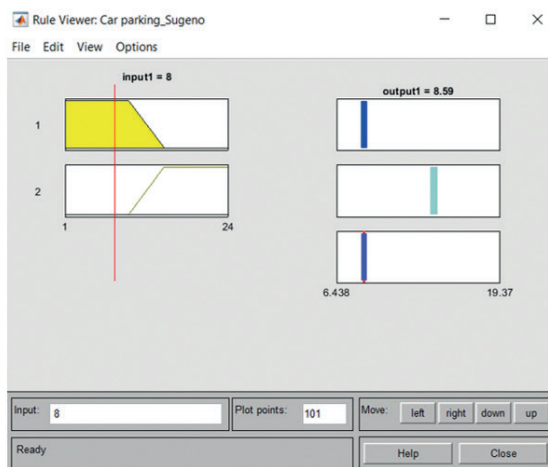 Rule Viewer: Car parking_Sugeno
File Edit View Options
input1 = 8
output1 = 8.59
1
2
1 24
6.438 19.37
Input: 8 Plot points: 101 Move: left right down up
Ready Help Close